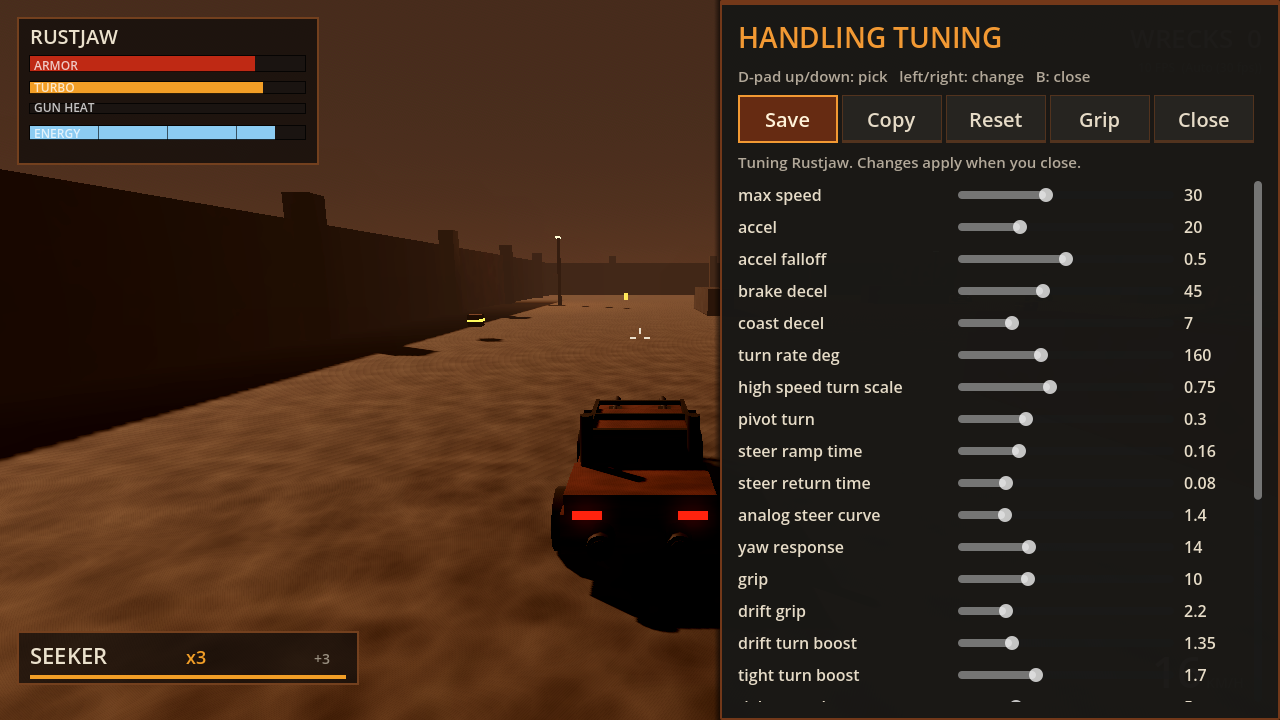 RUSTJAW
ARMOR
TURBO
GUN HEAT
ENERGY
SEEKER x3 +3
HANDLING TUNING
WRECKS 0
D-pad up/down: pick left/right: change B: close
Save Copy Reset Grip Close
Tuning Rustjaw. Changes apply when you close.
max speed 30
accel 20
accel falloff 0.5
brake decel 45
coast decel 7
turn rate deg 160
high speed turn scale 0.75
pivot turn 0.3
steer ramp time 0.16
steer return time 0.08
analog steer curve 1.4
yaw response 14
grip 10
drift grip 2.2
drift turn boost 1.35
tight turn boost 1.7